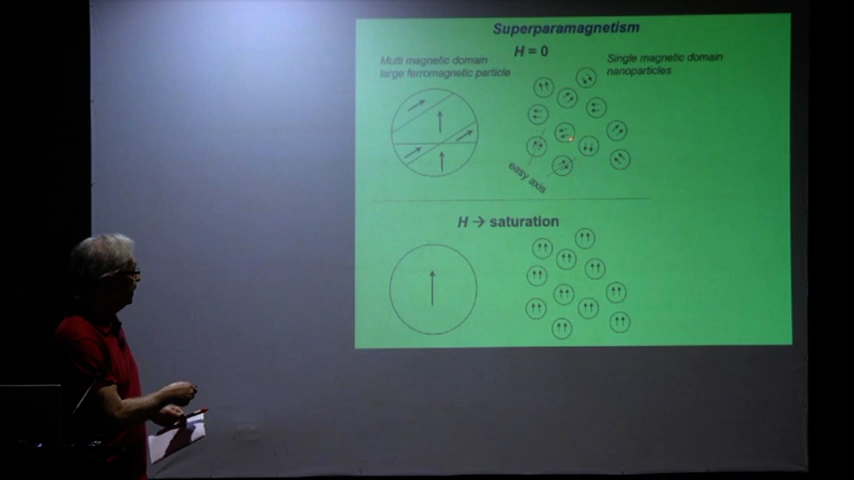 Superparamagnetism
H = 0
Multi magnetic domain
large ferromagnetic particle
Single magnetic domain
nanoparticles
easy axis
H → saturation